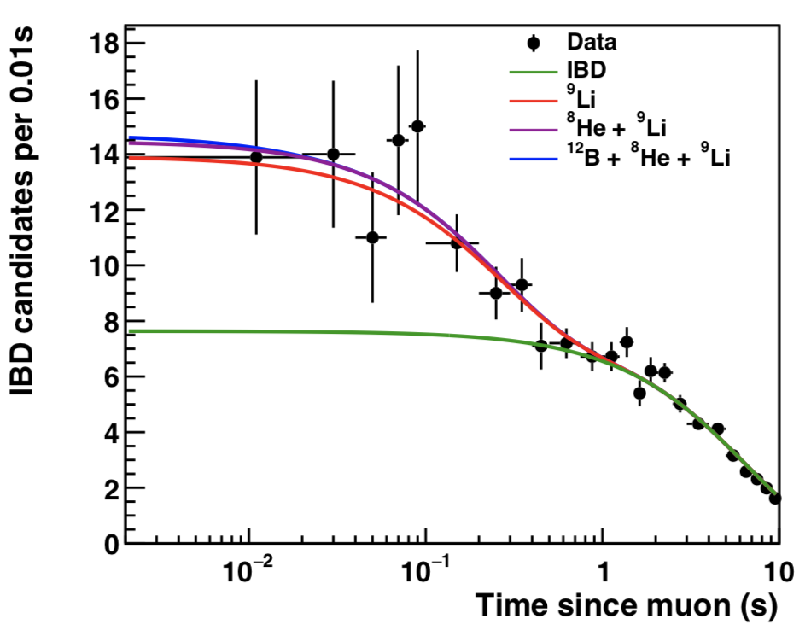 IBD candidates per 0.01s
18
16
14
12
10
8
6
4
2
0
Data
IBD
⁹Li
⁸He + ⁹Li
¹²B + ⁸He + ⁹Li
10⁻²
10⁻¹
1
10
Time since muon (s)